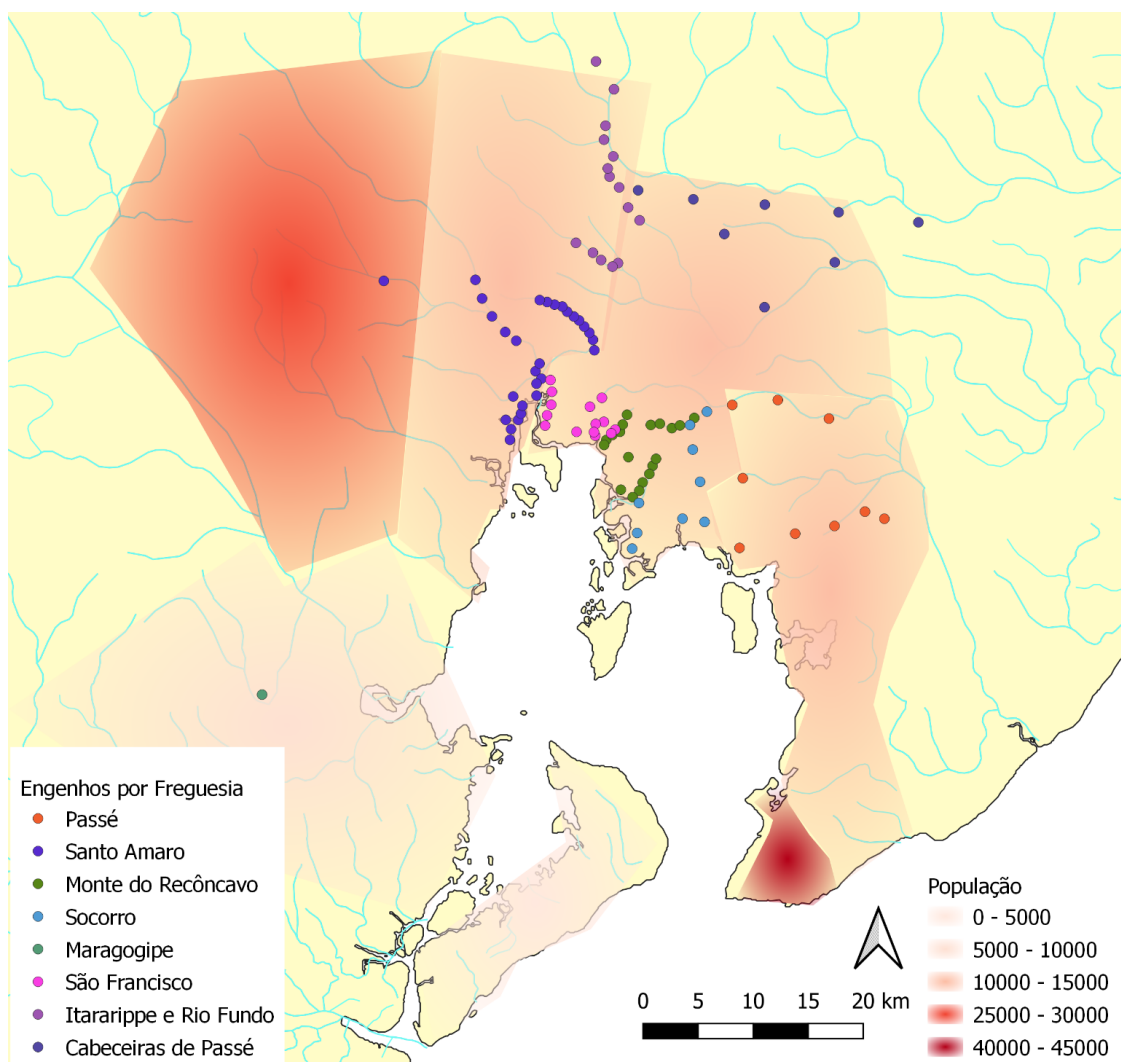 Engenhos por Freguesia
Passé
Santo Amaro
Monte do Recôncavo
Socorro
Maragogipe
São Francisco
Itararippe e Rio Fundo
Cabeceiras de Passé
0 5 10 15 20 km
População
0 - 5000
5000 - 10000
10000 - 15000
25000 - 30000
40000 - 45000